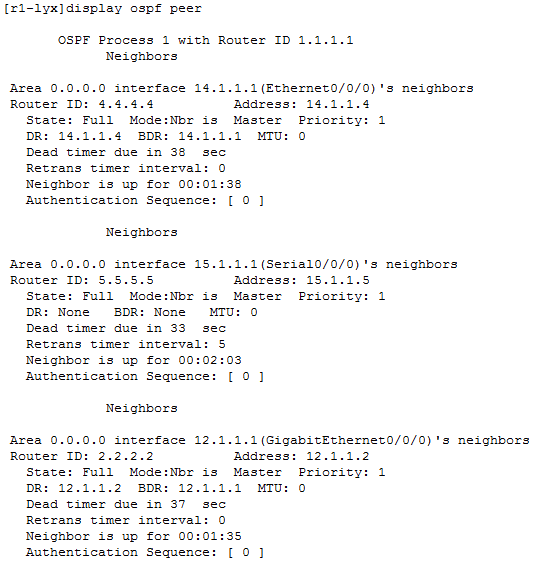 [r1-lyx]display ospf peer
OSPF Process 1 with Router ID 1.1.1.1
Neighbors
Area 0.0.0.0 interface 14.1.1.1(Ethernet0/0/0)'s neighbors
Router ID: 4.4.4.4          Address: 14.1.1.4
State: Full  Mode:Nbr is  Master  Priority: 1
DR: 14.1.1.4  BDR: 14.1.1.1  MTU: 0
Dead timer due in 38  sec
Retrans timer interval: 0
Neighbor is up for 00:01:38
Authentication Sequence: [ 0 ]
Neighbors
Area 0.0.0.0 interface 15.1.1.1(Serial0/0/0)'s neighbors
Router ID: 5.5.5.5          Address: 15.1.1.5
State: Full  Mode:Nbr is  Master  Priority: 1
DR: None   BDR: None   MTU: 0
Dead timer due in 33  sec
Retrans timer interval: 5
Neighbor is up for 00:02:03
Authentication Sequence: [ 0 ]
Neighbors
Area 0.0.0.0 interface 12.1.1.1(GigabitEthernet0/0/0)'s neighbors
Router ID: 2.2.2.2          Address: 12.1.1.2
State: Full  Mode:Nbr is  Master  Priority: 1
DR: 12.1.1.2  BDR: 12.1.1.1  MTU: 0
Dead timer due in 37  sec
Retrans timer interval: 0
Neighbor is up for 00:01:35
Authentication Sequence: [ 0 ]